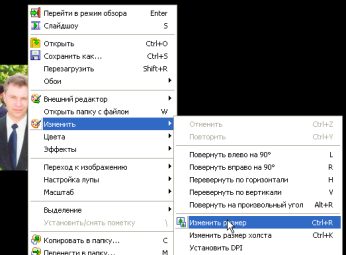 Перейти в режим обзора Enter
Слайдшоу S
Открыть Ctrl+O
Сохранить как... Ctrl+S
Перезагрузить Shift+R
Обои
Внешний редактор
Открыть папку с файлом W
Изменить
Цвета
Эффекты
Переход к изображению
Настройка лупы
Масштаб
Выделение
Установить/снять пометку \
Копировать в папку... C
Перенести в папку... M
Отменить Ctrl+Z
Повторить Ctrl+Y
Повернуть влево на 90° L
Повернуть вправо на 90° R
Перевернуть по горизонтали H
Перевернуть по вертикали V
Повернуть на произвольный угол Alt+R
Изменить размер Ctrl+R
Изменить размер холста Ctrl+K
Установить DPI